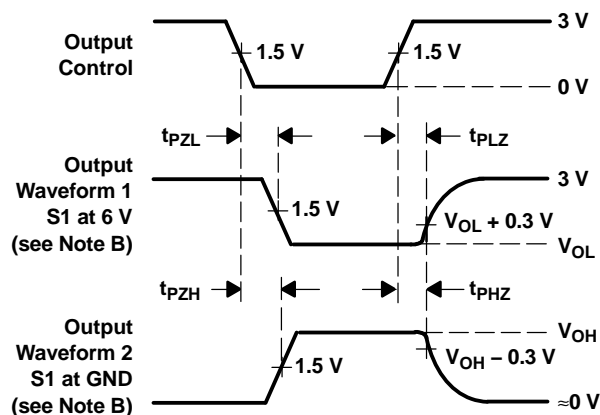 Output
Control
1.5 V
1.5 V
3 V
0 V
tPZL
tPLZ
Output
Waveform 1
S1 at 6 V
(see Note B)
1.5 V
3 V
VOL + 0.3 V
VOL
tPZH
tPHZ
Output
Waveform 2
S1 at GND
(see Note B)
1.5 V
VOH
VOH − 0.3 V
≈0 V